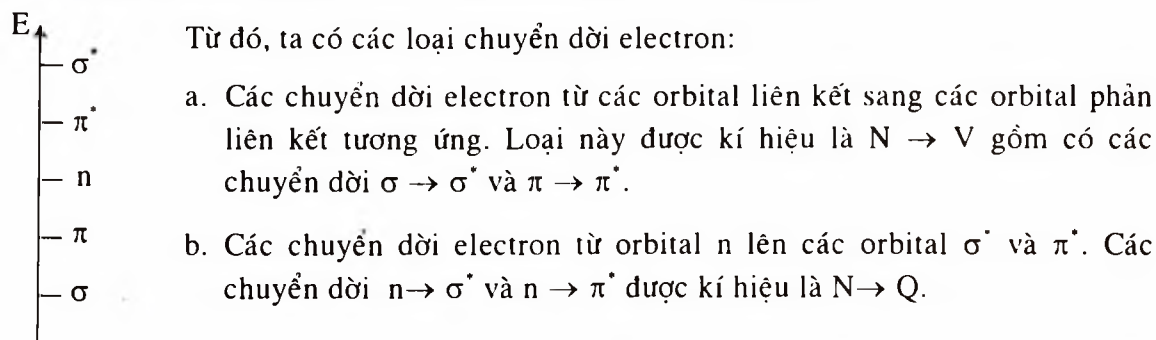 E
σ*
π*
n
π
σ
Từ đó, ta có các loại chuyển dời electron:
a. Các chuyển dời electron từ các orbital liên kết sang các orbital phản
liên kết tương ứng. Loại này được kí hiệu là N → V gồm có các
chuyển dời σ → σ* và π → π*.
b. Các chuyển dời electron từ orbital n lên các orbital σ* và π*. Các
chuyển dời n→ σ* và n → π* được kí hiệu là N→ Q.